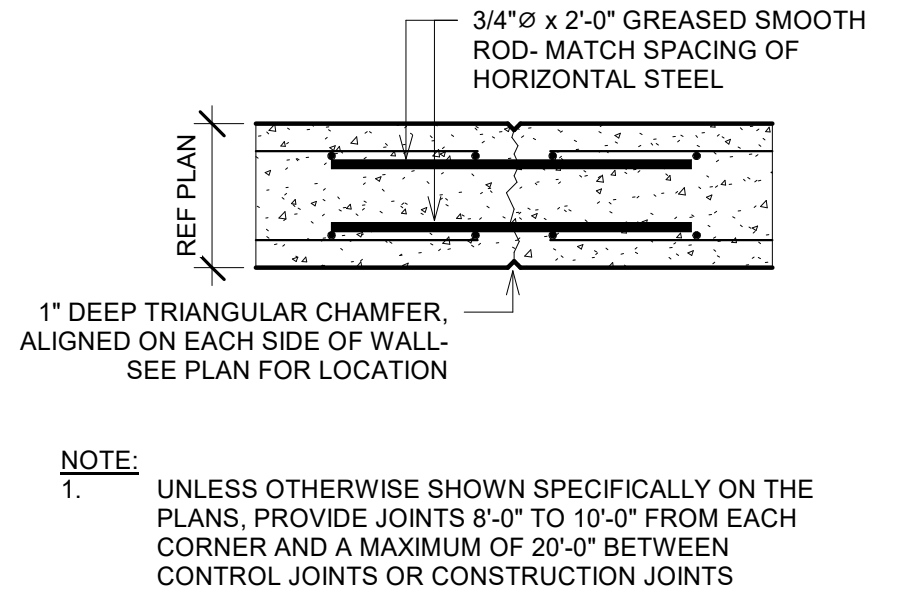 3/4"Ø x 2'-0" GREASED SMOOTH
ROD- MATCH SPACING OF
HORIZONTAL STEEL
REF PLAN
1" DEEP TRIANGULAR CHAMFER,
ALIGNED ON EACH SIDE OF WALL-
SEE PLAN FOR LOCATION
NOTE:
1. UNLESS OTHERWISE SHOWN SPECIFICALLY ON THE
PLANS, PROVIDE JOINTS 8'-0" TO 10'-0" FROM EACH
CORNER AND A MAXIMUM OF 20'-0" BETWEEN
CONTROL JOINTS OR CONSTRUCTION JOINTS